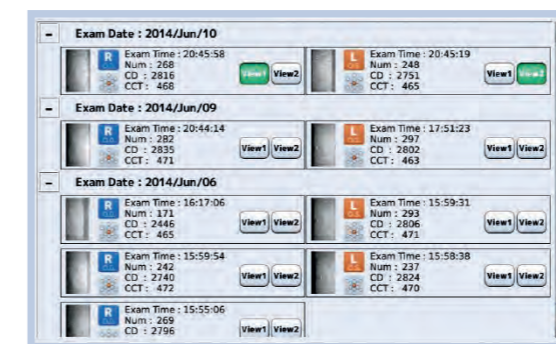 − Exam Date : 2014/Jun/10
R Exam Time : 20:45:58
Num : 268
CD : 2816
CCT : 468
View1 View2
L Exam Time : 20:45:19
Num : 248
CD : 2751
CCT : 465
View1 View2
− Exam Date : 2014/Jun/09
R Exam Time : 20:44:14
Num : 282
CD : 2835
CCT : 471
View1 View2
L Exam Time : 17:51:23
Num : 297
CD : 2802
CCT : 463
View1 View2
− Exam Date : 2014/Jun/06
R Exam Time : 16:17:06
Num : 171
CD : 2446
CCT : 465
View1 View2
L Exam Time : 15:59:31
Num : 293
CD : 2806
CCT : 471
View1 View2
R Exam Time : 15:59:54
Num : 242
CD : 2740
CCT : 472
View1 View2
L Exam Time : 15:58:38
Num : 237
CD : 2824
CCT : 470
View1 View2
R Exam Time : 15:55:06
Num : 269
CD : 2796
View1 View2